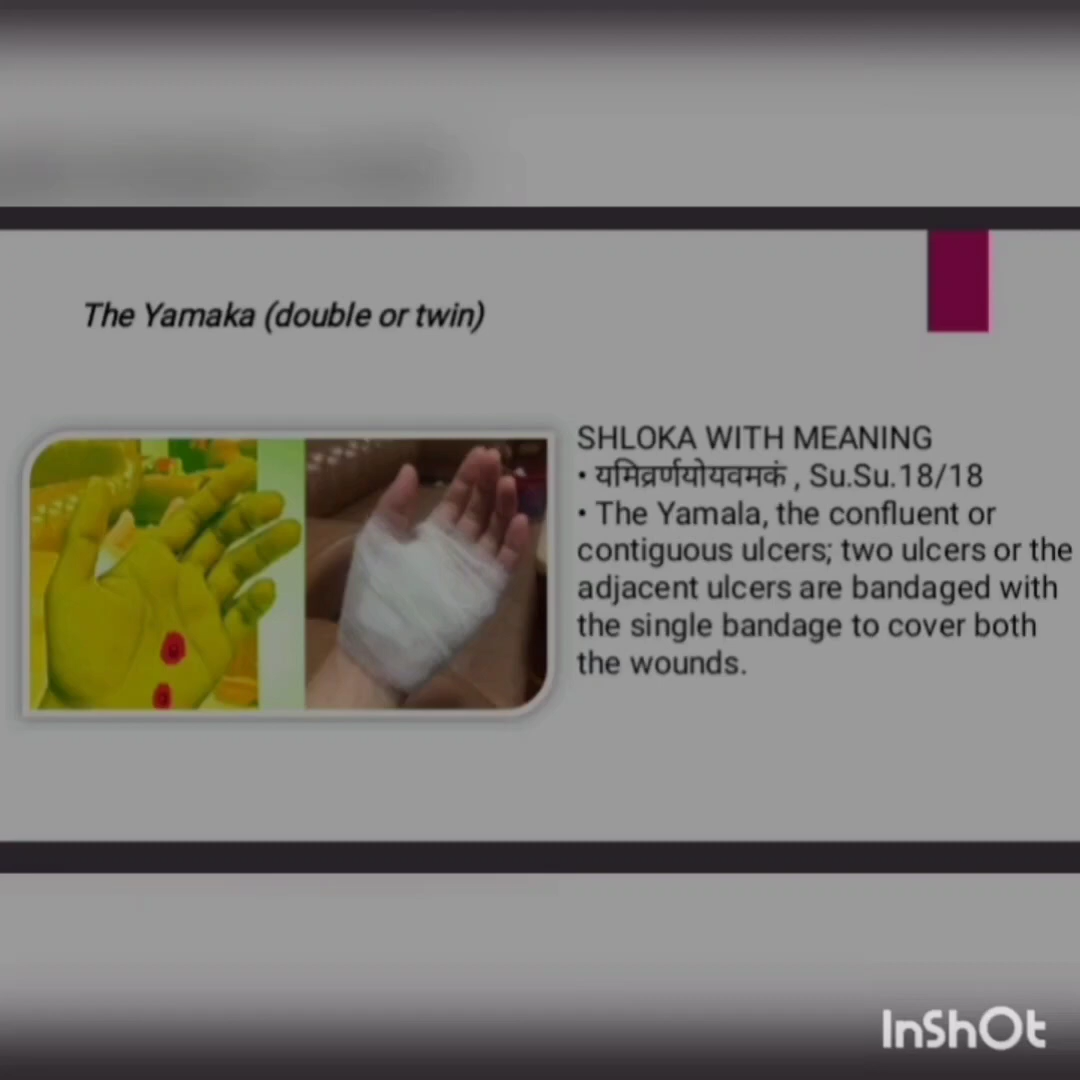 The Yamaka (double or twin)
SHLOKA WITH MEANING
• यमिव्रर्णयोयवमकं , Su.Su.18/18
• The Yamala, the confluent or
contiguous ulcers; two ulcers or the
adjacent ulcers are bandaged with
the single bandage to cover both
the wounds.
InShOt